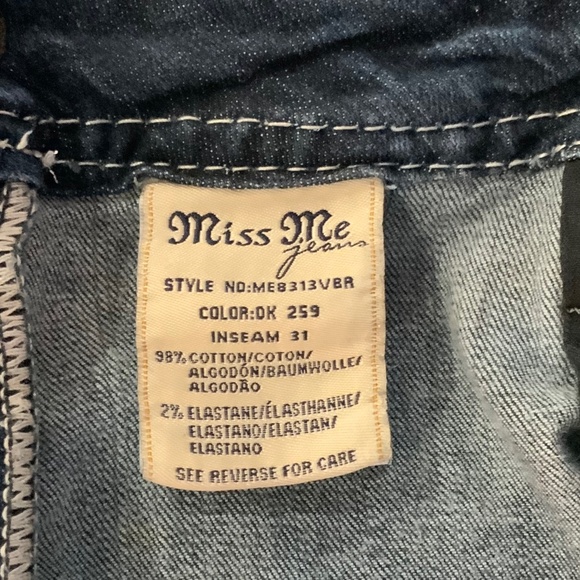 Miss Me
jeans
STYLE NO:ME8313VBR
COLOR:DK 259
INSEAM 31
98% COTTON/COTON/
ALGODÓN/BAUMWOLLE/
ALGODÃO
2% ELASTANE/ÉLASTHANNE/
ELASTANO/ELASTAN/
ELASTANO
SEE REVERSE FOR CARE